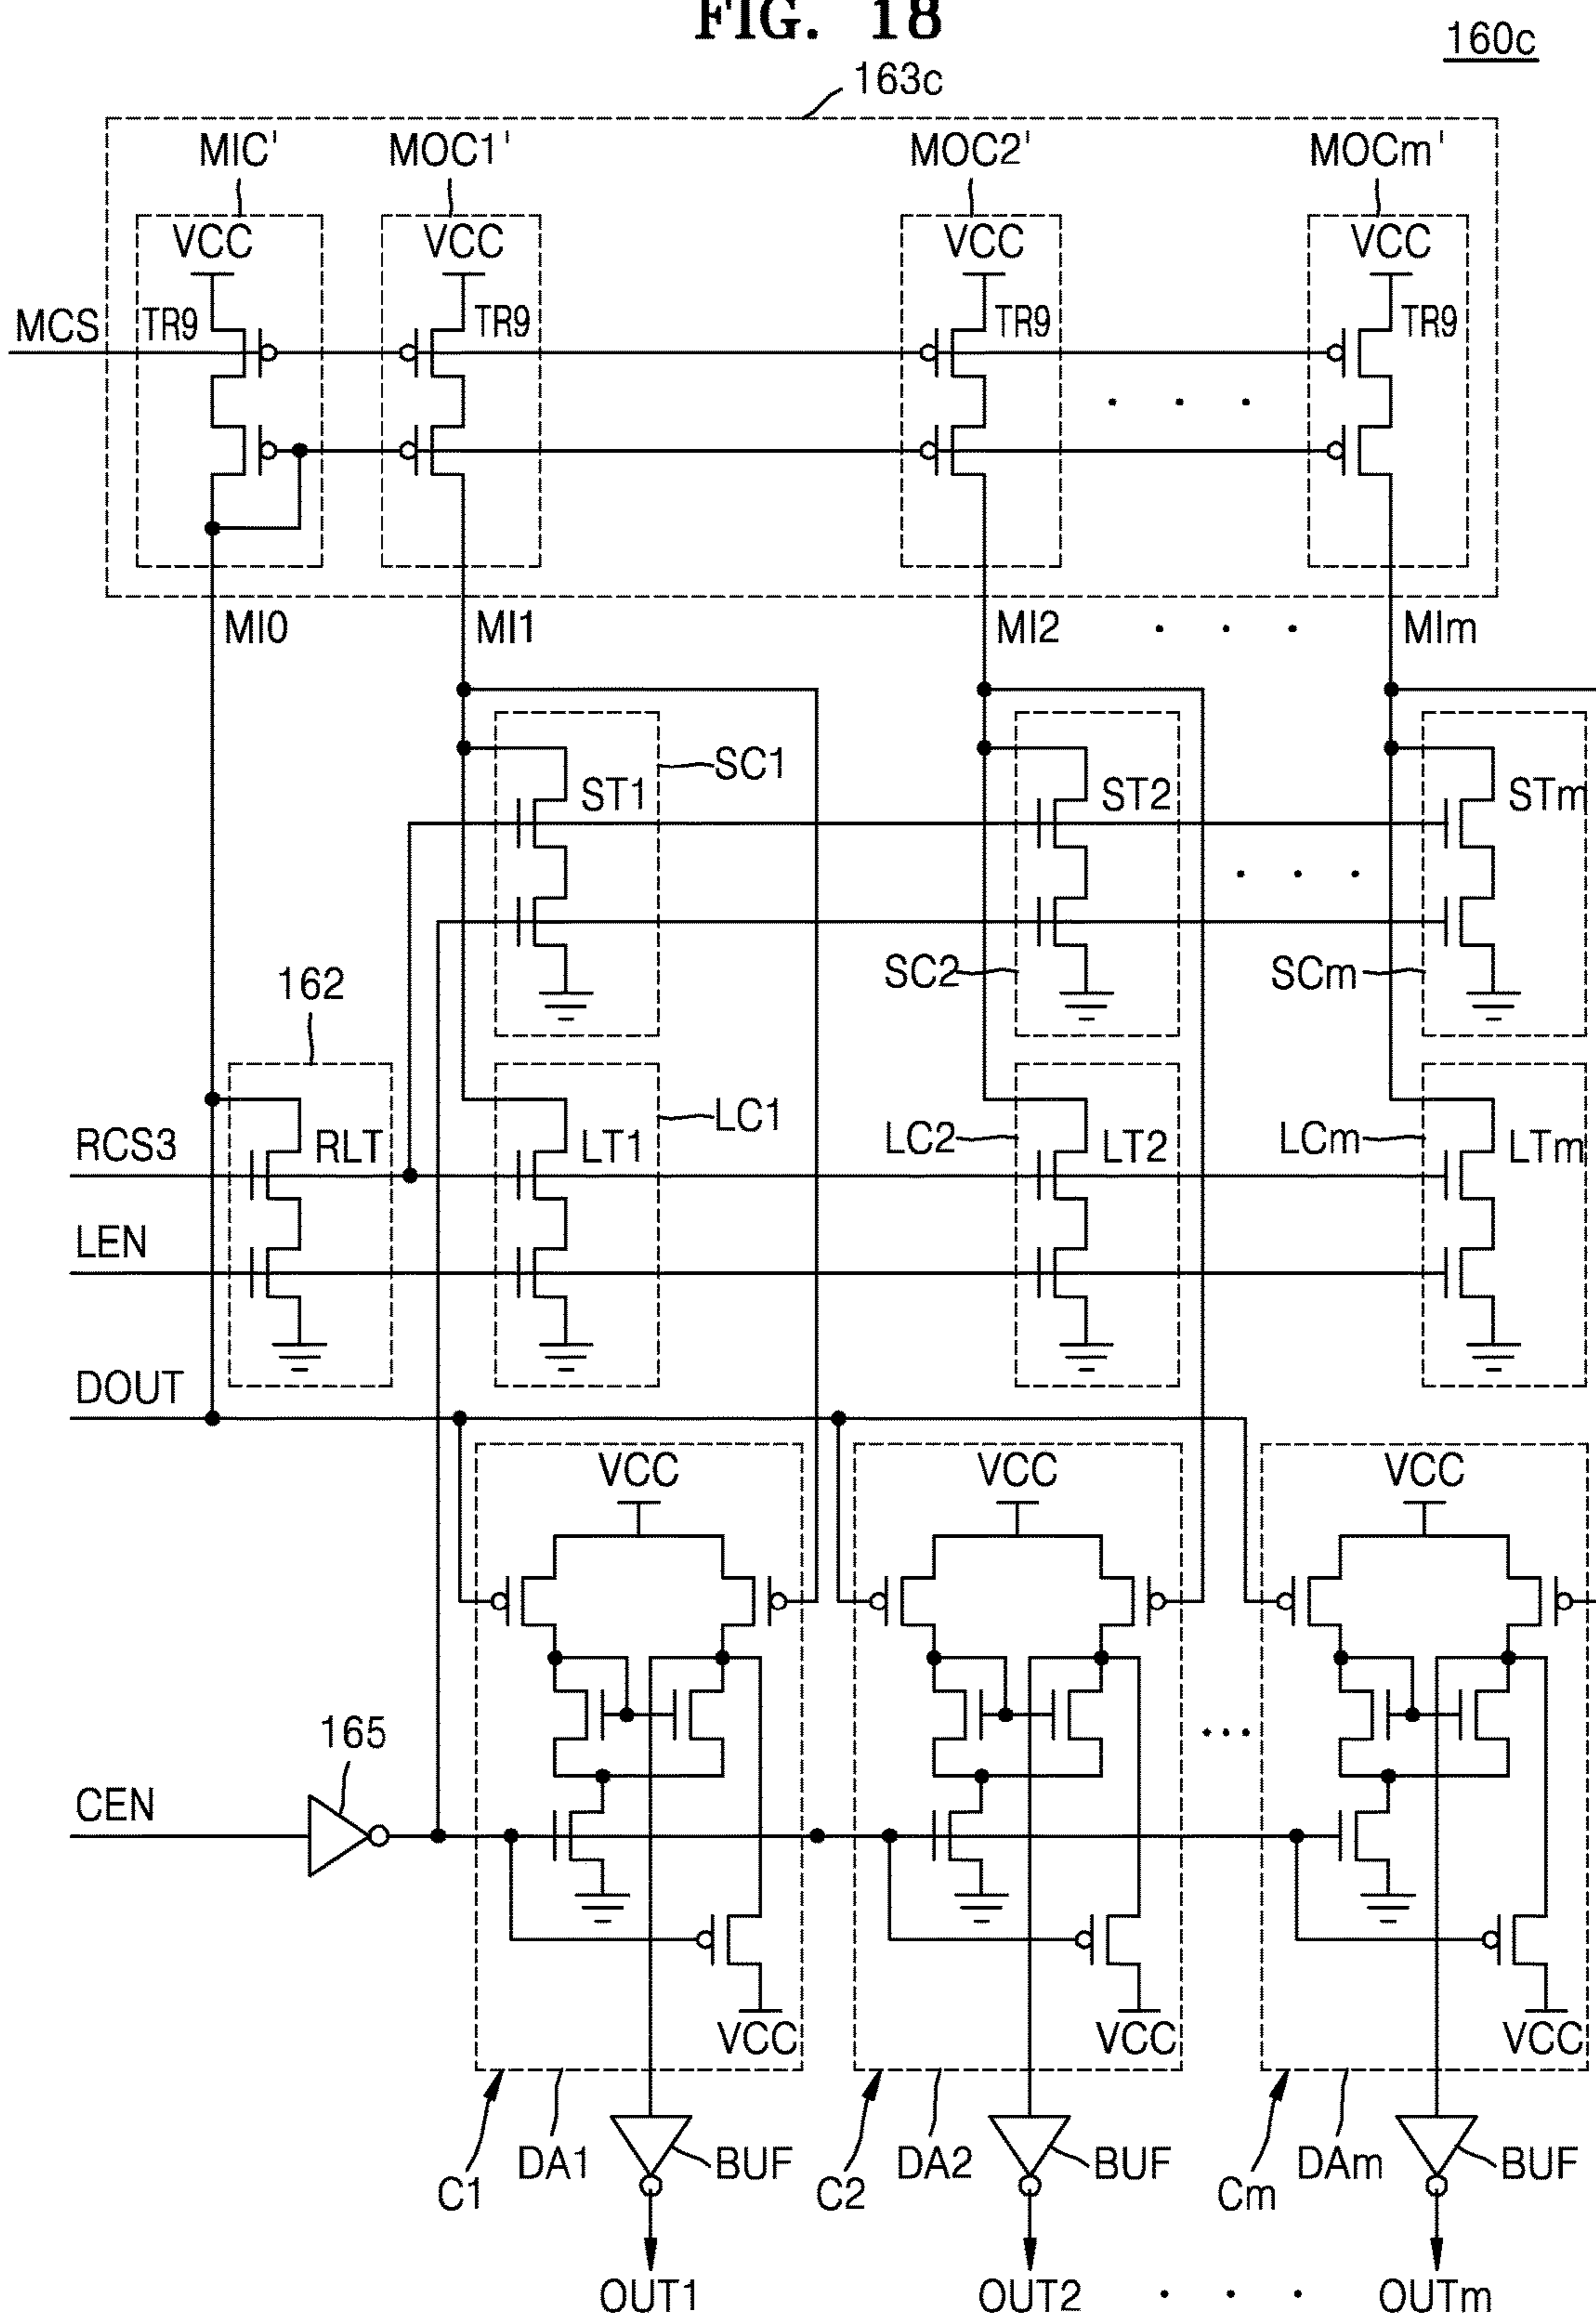 FIG. 18
160c
163c
MIC' MOC1' MOC2' MOCm'
VCC VCC VCC VCC
MCS TR9 TR9 TR9 TR9
. . .
MI0 MI1 MI2 . . . MIm
ST1 SC1 ST2 STm
. . .
162 SC2 SCm
RCS3 RLT LT1 LC1 LC2 LT2 LCm LTm
LEN
DOUT
VCC VCC VCC
165
...
CEN
VCC VCC VCC
C1 DA1 BUF C2 DA2 BUF Cm DAm BUF
OUT1 OUT2 . . . OUTm